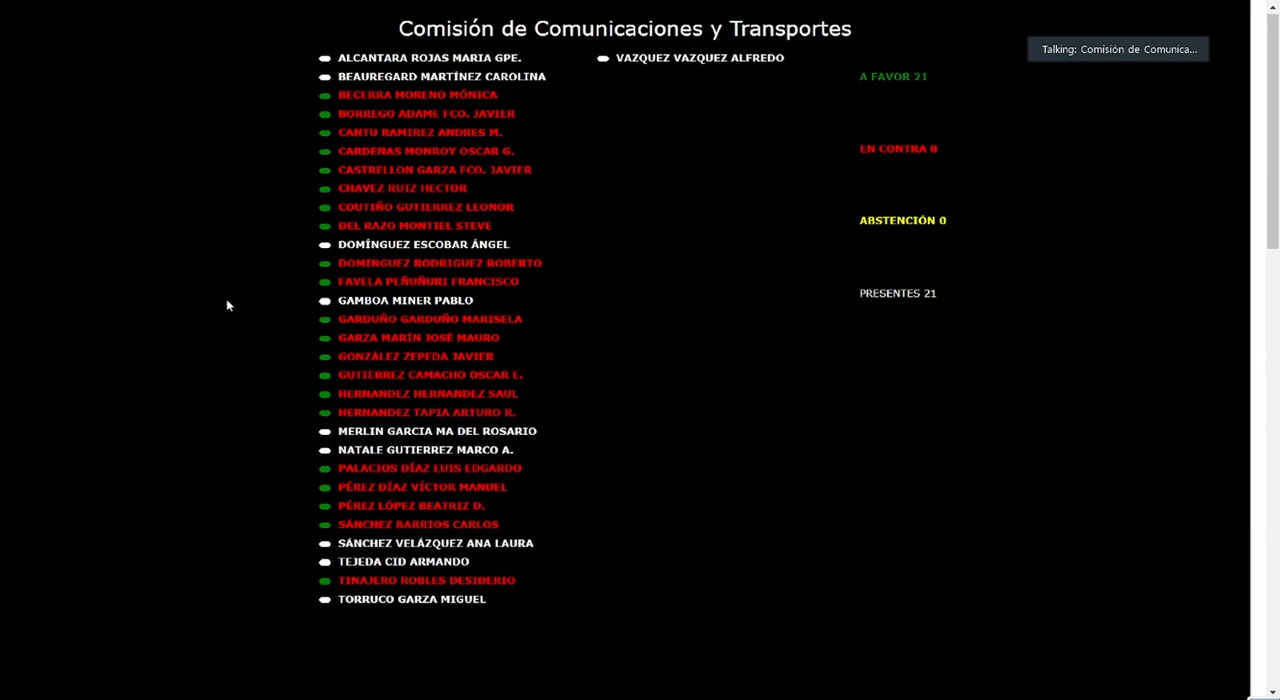 Comisión de Comunicaciones y Transportes
Talking: Comisión de Comunica...
ALCANTARA ROJAS MARIA GPE.
BEAUREGARD MARTÍNEZ CAROLINA
BECERRA MORENO MÓNICA
BORREGO ADAME FCO. JAVIER
CANTU RAMIREZ ANDRES M.
CARDENAS MONROY OSCAR G.
CASTRELLON GARZA FCO. JAVIER
CHAVEZ RUIZ HECTOR
COUTIÑO GUTIERREZ LEONOR
DEL RAZO MONTIEL STEVE
DOMÍNGUEZ ESCOBAR ÁNGEL
DOMINGUEZ RODRIGUEZ ROBERTO
FAVELA PEÑUÑURI FRANCISCO
GAMBOA MINER PABLO
GARDUÑO GARDUÑO MARISELA
GARZA MARÍN JOSÉ MAURO
GONZÁLEZ ZEPEDA JAVIER
GUTIERREZ CAMACHO OSCAR E.
HERNANDEZ HERNANDEZ SAUL
HERNANDEZ TAPIA ARTURO R.
MERLIN GARCIA MA DEL ROSARIO
NATALE GUTIERREZ MARCO A.
PALACIOS DÍAZ LUIS EDGARDO
PÉREZ DÍAZ VÍCTOR MANUEL
PÉREZ LÓPEZ BEATRIZ D.
SÁNCHEZ BARRIOS CARLOS
SÁNCHEZ VELÁZQUEZ ANA LAURA
TEJEDA CID ARMANDO
TINAJERO ROBLES DESIDERIO
TORRUCO GARZA MIGUEL
VAZQUEZ VAZQUEZ ALFREDO
A FAVOR 21
EN CONTRA 0
ABSTENCIÓN 0
PRESENTES 21